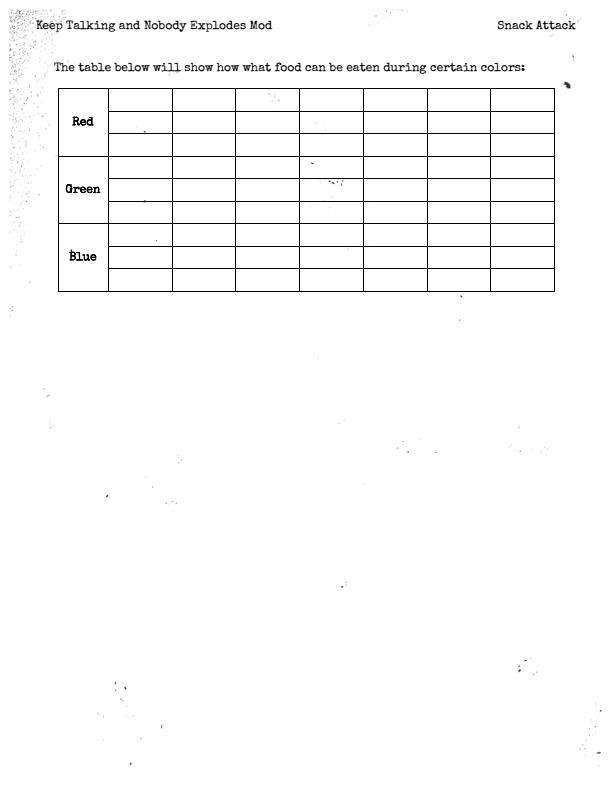 Keep Talking and Nobody Explodes Mod Snack Attack
The table below will show how what food can be eaten during certain colors:
Red
Green
Blue